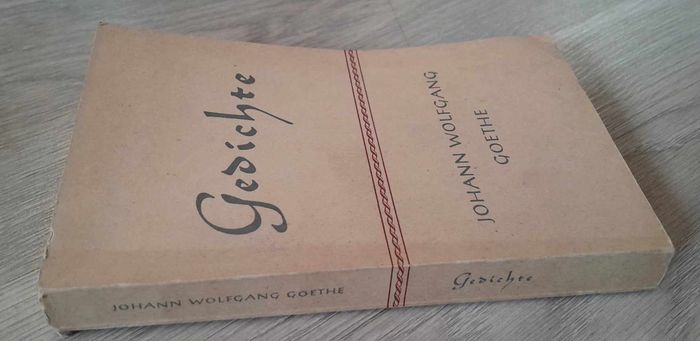 Gedichte
JOHANN WOLFGANG
GOETHE
JOHANN WOLFGANG GOETHE
Gedichte